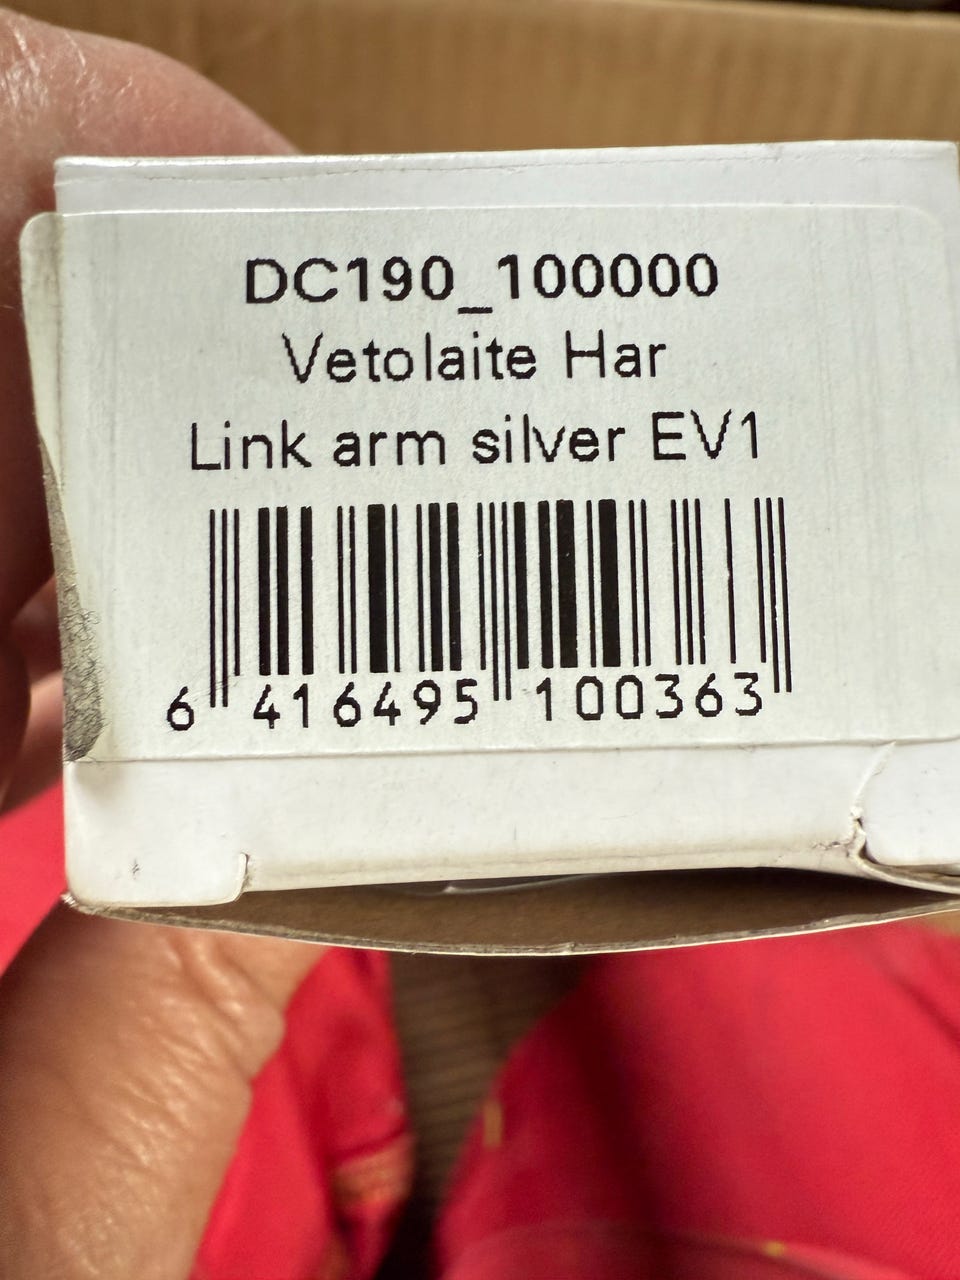 DC190_100000
Vetolaite Har
Link arm silver EV1
6 416495 100363